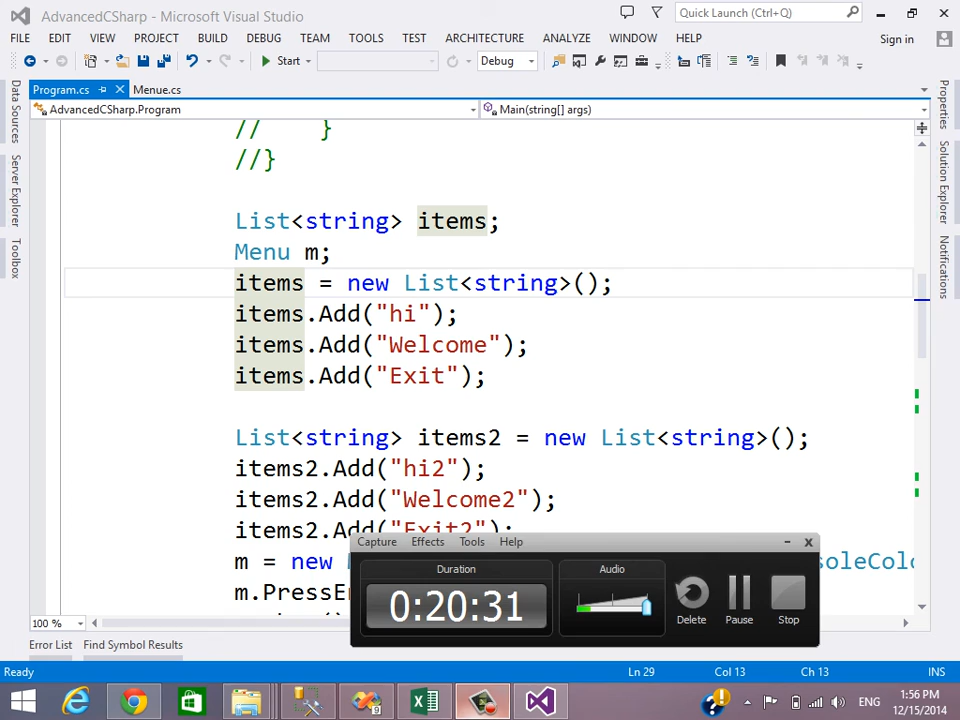 AdvancedCSharp - Microsoft Visual Studio
Quick Launch (Ctrl+Q)
FILE EDIT VIEW PROJECT BUILD DEBUG TEAM TOOLS TEST ARCHITECTURE ANALYZE WINDOW HELP
Sign in
Start
Debug
Data Sources
Server Explorer
Toolbox
Program.cs
Menue.cs
AdvancedCSharp.Program
Main(string[] args)
//    }
//}
List<string> items;
Menu m;
items = new List<string>();
items.Add("hi");
items.Add("Welcome");
items.Add("Exit");
List<string> items2 = new List<string>();
items2.Add("hi2");
items2.Add("Welcome2");
items2.Add("Exit2");
m = new
m.PressEn
Properties
Solution Explorer
Notifications
Capture Effects Tools Help
Duration
0:20:31
Audio
Delete
Pause
Stop
100 %
Error List
Find Symbol Results
Ready
Ln 29
Col 13
Ch 13
INS
ENG
1:56 PM
12/15/2014